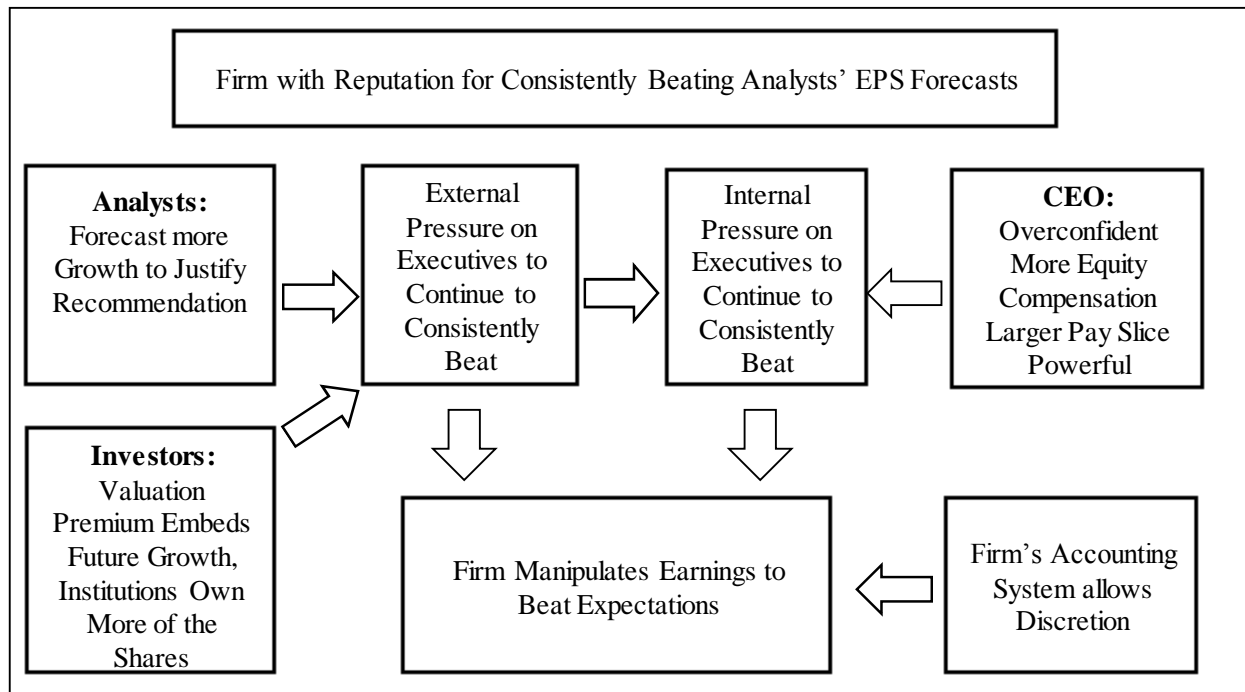 Firm with Reputation for Consistently Beating Analysts' EPS Forecasts
Analysts:
Forecast more
Growth to Justify
Recommendation
External
Pressure on
Executives to
Continue to
Consistently
Beat
Internal
Pressure on
Executives to
Continue to
Consistently
Beat
CEO:
Overconfident
More Equity
Compensation
Larger Pay Slice
Powerful
Investors:
Valuation
Premium Embeds
Future Growth,
Institutions Own
More of the
Shares
Firm Manipulates Earnings to
Beat Expectations
Firm's Accounting
System allows
Discretion